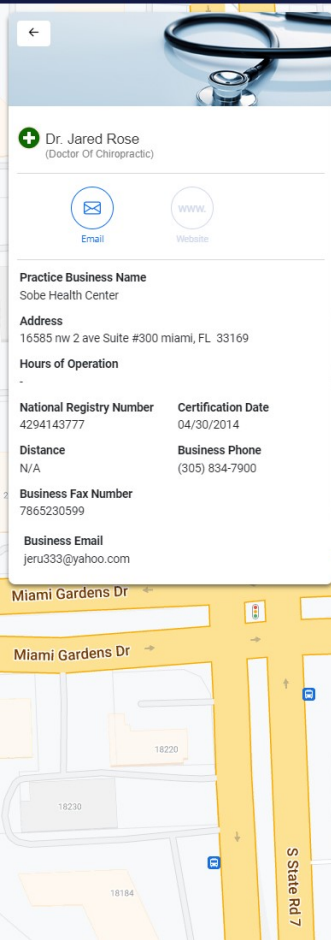 Dr. Jared Rose
(Doctor Of Chiropractic)
Email
www.
Website
Practice Business Name
Sobe Health Center
Address
16585 nw 2 ave Suite #300 miami, FL 33169
Hours of Operation
-
National Registry Number Certification Date
4294143777 04/30/2014
Distance Business Phone
N/A (305) 834-7900
Business Fax Number
7865230599
Business Email
jeru333@yahoo.com
Miami Gardens Dr
Miami Gardens Dr
18220
18230
18184
S State Rd 7